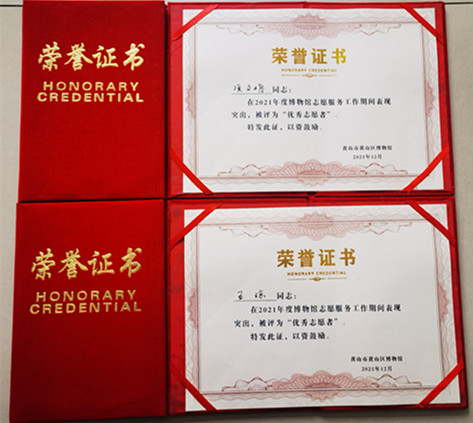 荣誉证书
HONORARY
CREDENTIAL
荣誉证书
HONORARY CREDENTIAL
同志：
在2021年度博物馆志愿服务工作期间表现
突出，被评为“优秀志愿者”．
特发此证，以资鼓励．
黄山市黄山区博物馆
2021年12月
荣誉证书
HONORARY
CREDENTIAL
荣誉证书
HONORARY CREDENTIAL
同志：
在2021年度博物馆志愿服务工作期间表现
突出，被评为“优秀志愿者”．
特发此证，以资鼓励．
黄山市黄山区博物馆
2021年12月